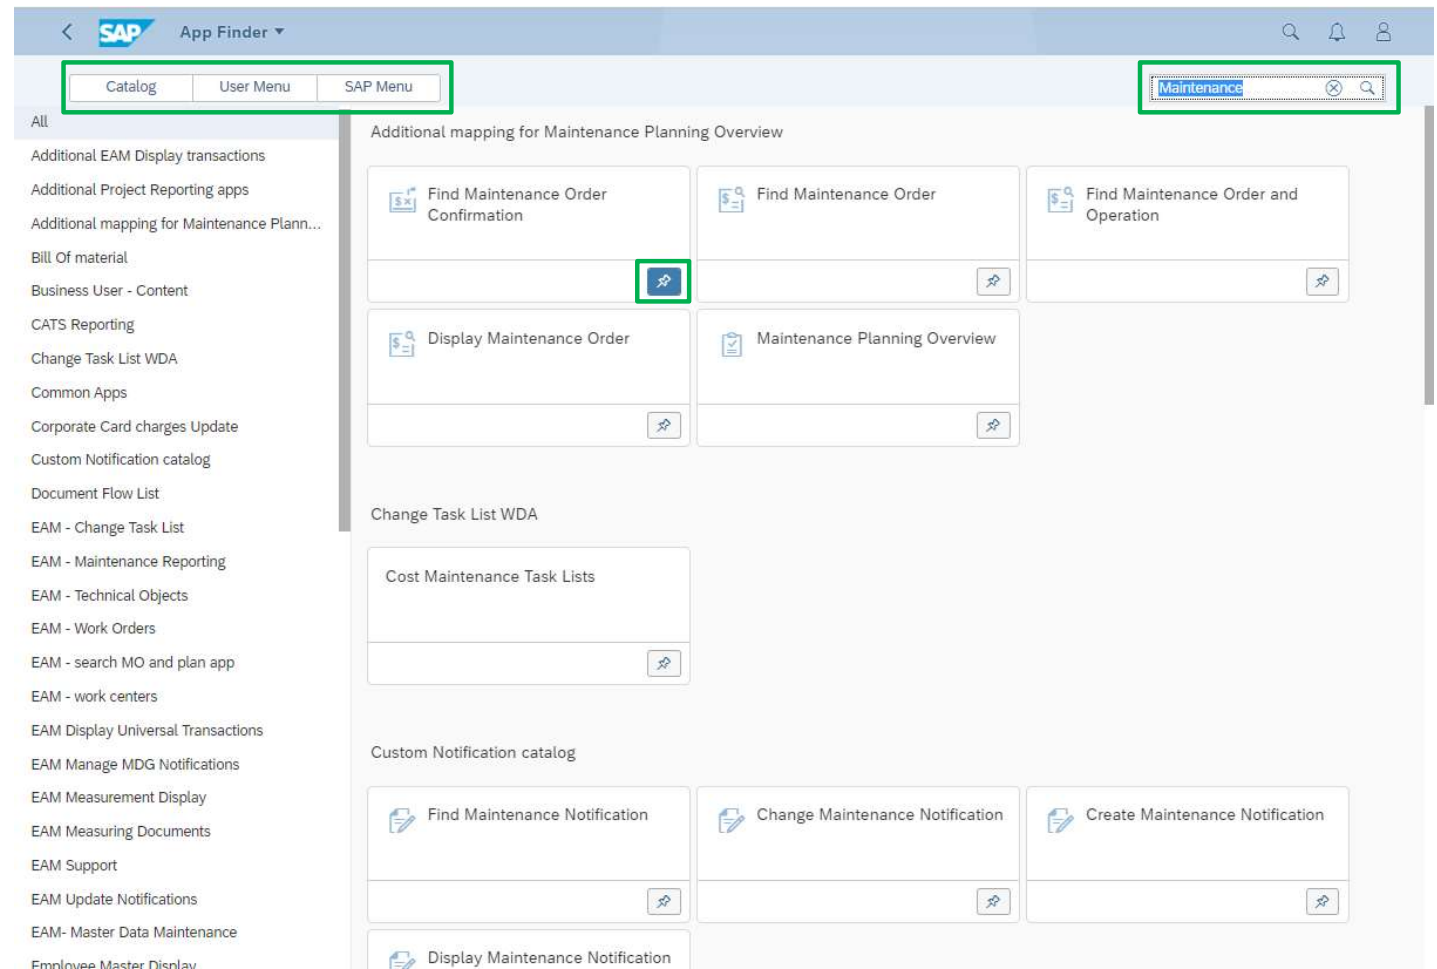 SAP App Finder
Catalog User Menu SAP Menu
Maintenance
All
Additional EAM Display transactions
Additional Project Reporting apps
Additional mapping for Maintenance Plann...
Bill Of material
Business User - Content
CATS Reporting
Change Task List WDA
Common Apps
Corporate Card charges Update
Custom Notification catalog
Document Flow List
EAM - Change Task List
EAM - Maintenance Reporting
EAM - Technical Objects
EAM - Work Orders
EAM - search MO and plan app
EAM - work centers
EAM Display Universal Transactions
EAM Manage MDG Notifications
EAM Measurement Display
EAM Measuring Documents
EAM Support
EAM Update Notifications
EAM- Master Data Maintenance
Employee Master Display
Additional mapping for Maintenance Planning Overview
Find Maintenance Order
Confirmation
Find Maintenance Order
Find Maintenance Order and
Operation
Display Maintenance Order
Maintenance Planning Overview
Change Task List WDA
Cost Maintenance Task Lists
Custom Notification catalog
Find Maintenance Notification
Change Maintenance Notification
Create Maintenance Notification
Display Maintenance Notification